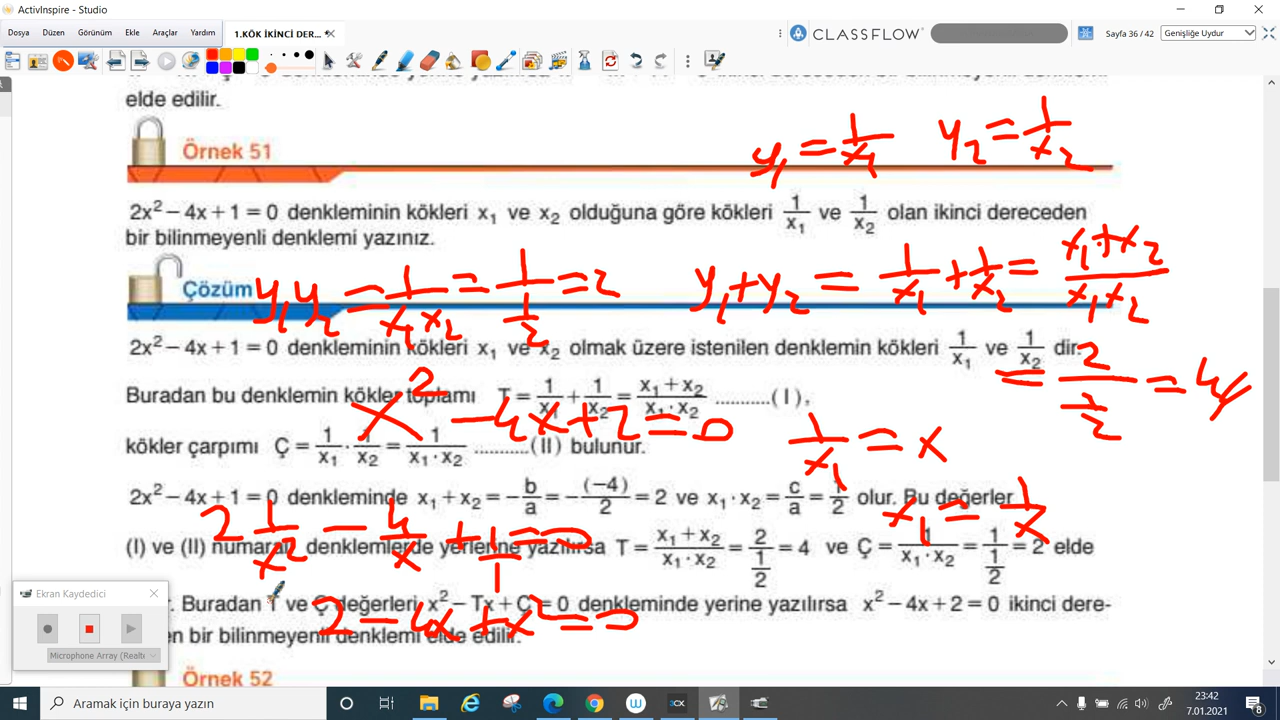 ActivInspire - Studio
Dosya Düzen Görünüm Ekle Araçlar Yardım 1.KÖK İKİNCİ DER... CLASSFLOW Sayfa 36 / 42 Genişliğe Uydur
elde edilir.
y₁ = 1/x₁ y₂ = 1/x₂
Örnek 51
2x² − 4x + 1 = 0 denkleminin kökleri x₁ ve x₂ olduğuna göre kökleri 1/x₁ ve 1/x₂ olan ikinci dereceden
bir bilinmeyenli denklemi yazınız.
Çözüm
y₁y₂ = 1/x₁x₂ = 1/(1/2) = 2 y₁+y₂ = 1/x₁ + 1/x₂ = (x₁+x₂)/(x₁x₂)
2x² − 4x + 1 = 0 denkleminin kökleri x₁ ve x₂ olmak üzere istenilen denklemin kökleri 1/x₁ ve 1/x₂ dir.
= 2/(1/2) = 4
Buradan bu denklemin kökler toplamı T = 1/x₁ + 1/x₂ = (x₁ + x₂)/(x₁ . x₂) ...........(I),
x² − 4x + 2 = 0
1/x₁ = x
kökler çarpımı Ç = 1/x₁ . 1/x₂ = 1/(x₁ . x₂) ...........(II) bulunur.
2x² − 4x + 1 = 0 denkleminde x₁ + x₂ = − b/a = − (−4)/2 = 2 ve x₁ . x₂ = c/a = 1/2 olur. Bu değerler
x₁ = 1/x
2 1/x² − 4/x + 1/1 = 0
(I) ve (II) numaralı denklemlerde yerlerine yazılırsa T = (x₁ + x₂)/(x₁ . x₂) = 2/(1/2) = 4 ve Ç = 1/(x₁ . x₂) = 1/(1/2) = 2 elde
Buradan T ve Ç değerleri x² − Tx + Ç = 0 denkleminde yerine yazılırsa x² − 4x + 2 = 0 ikinci dere-
2 − 4x + x² = 0
bir bilinmeyenli denklemi elde edilir.
Örnek 52
Ekran Kaydedici
Microphone Array (Realte
Aramak için buraya yazın
23:42
7.01.2021